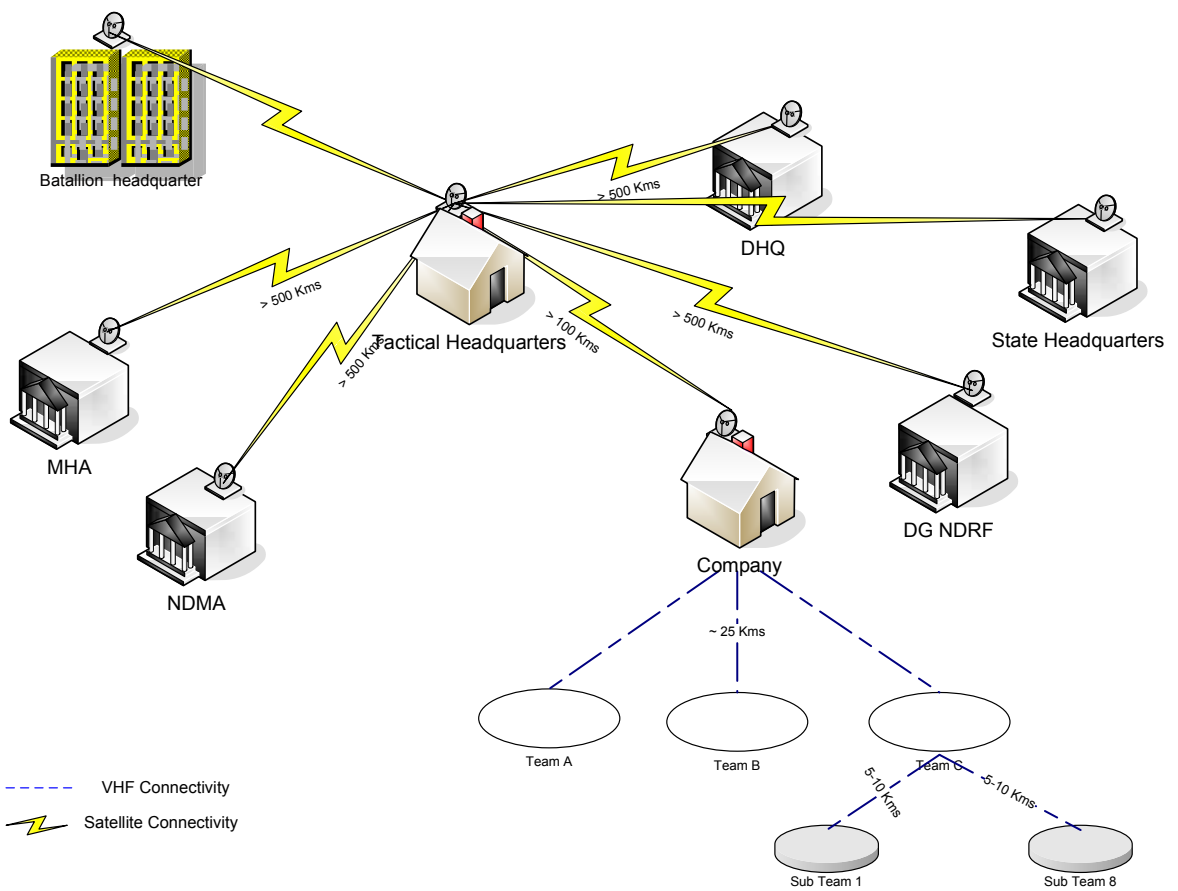 Batallion headquarter
> 500 Kms
DHQ
> 500 Kms
Tactical Headquarters
> 500 Kms
> 100 Kms
> 500 Kms
State Headquarters
MHA
DG NDRF
Company
NDMA
~ 25 Kms
Team A
Team B
Team C
5-10 Kms
5-10 Kms
VHF Connectivity
Satellite Connectivity
Sub Team 1
Sub Team 8